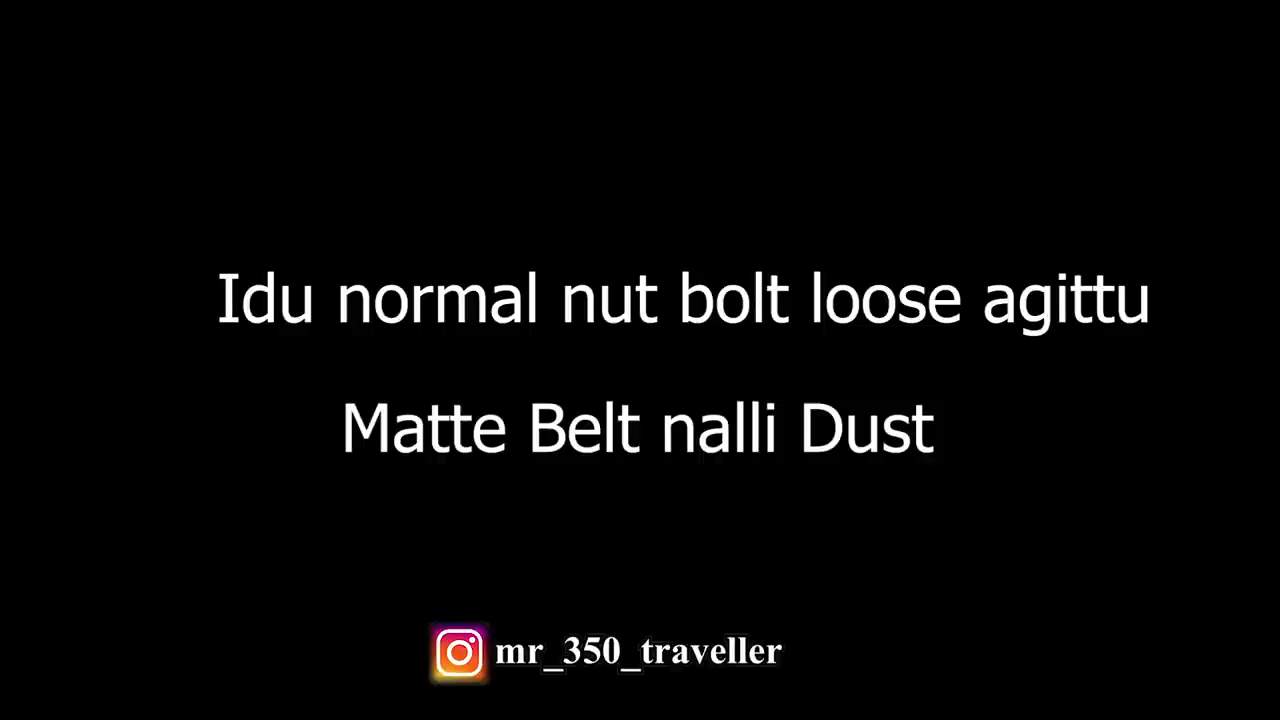 Idu normal nut bolt loose agittu
Matte Belt nalli Dust
mr_350_traveller